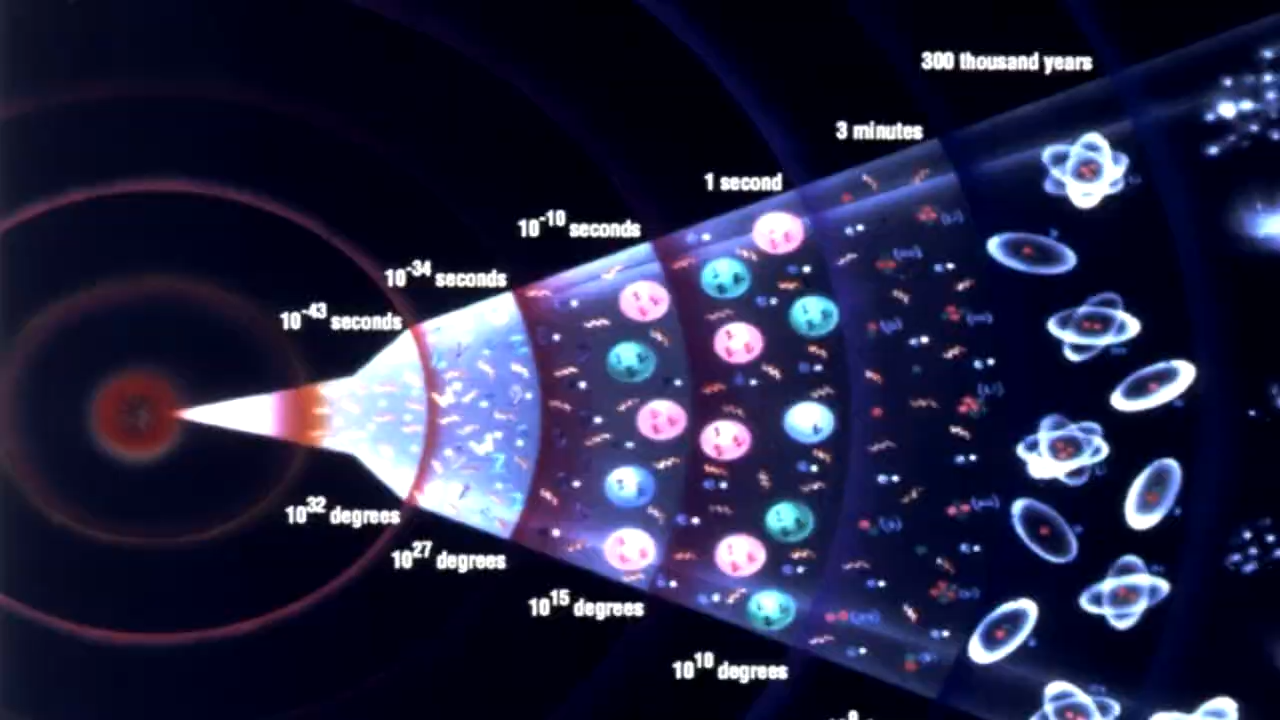 300 thousand years
3 minutes
1 second
10⁻¹⁰ seconds
10⁻³⁴ seconds
10⁻⁴³ seconds
10³² degrees
10²⁷ degrees
10¹⁵ degrees
10¹⁰ degrees